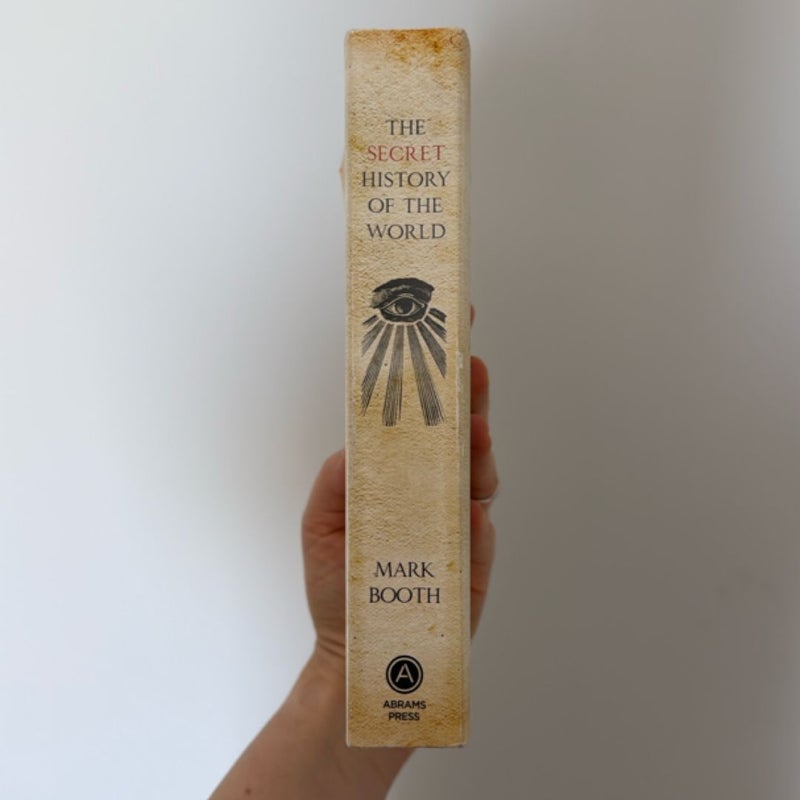 THE
SECRET
HISTORY
OF THE
WORLD
MARK
BOOTH
A
ABRAMS
PRESS